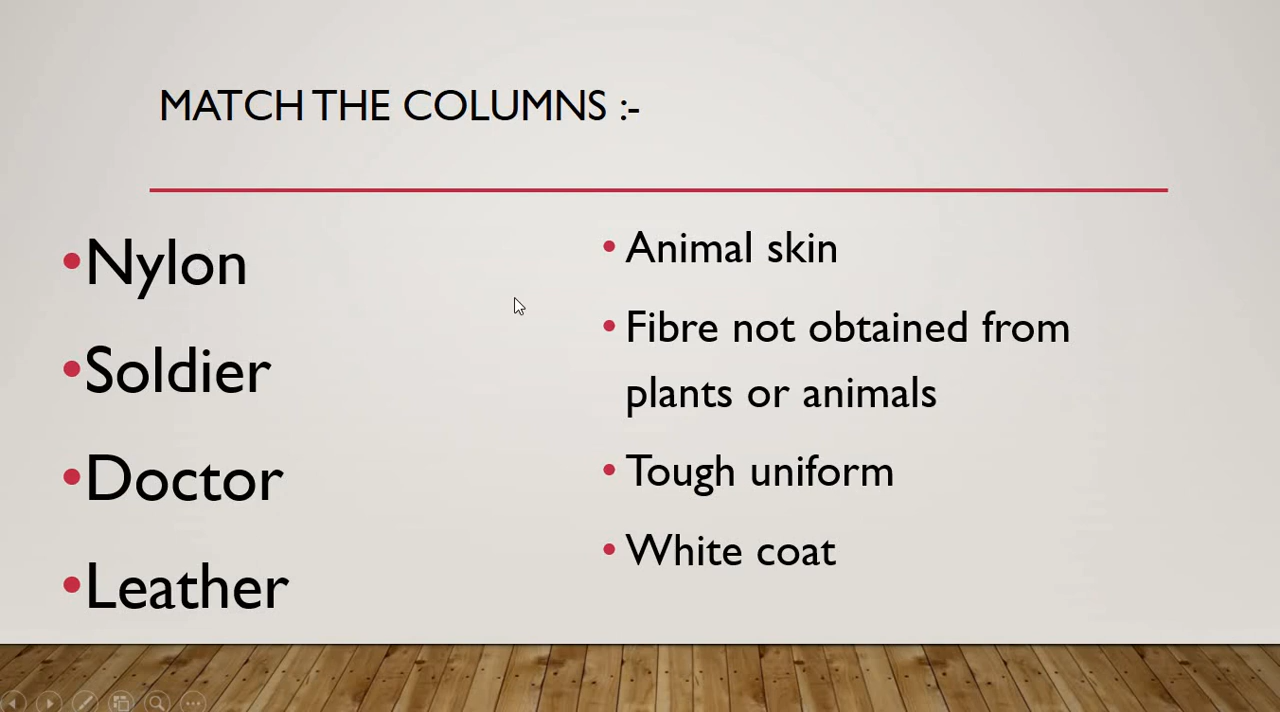 MATCH THE COLUMNS :-
•Nylon
•Soldier
•Doctor
•Leather
• Animal skin
• Fibre not obtained from
plants or animals
• Tough uniform
• White coat